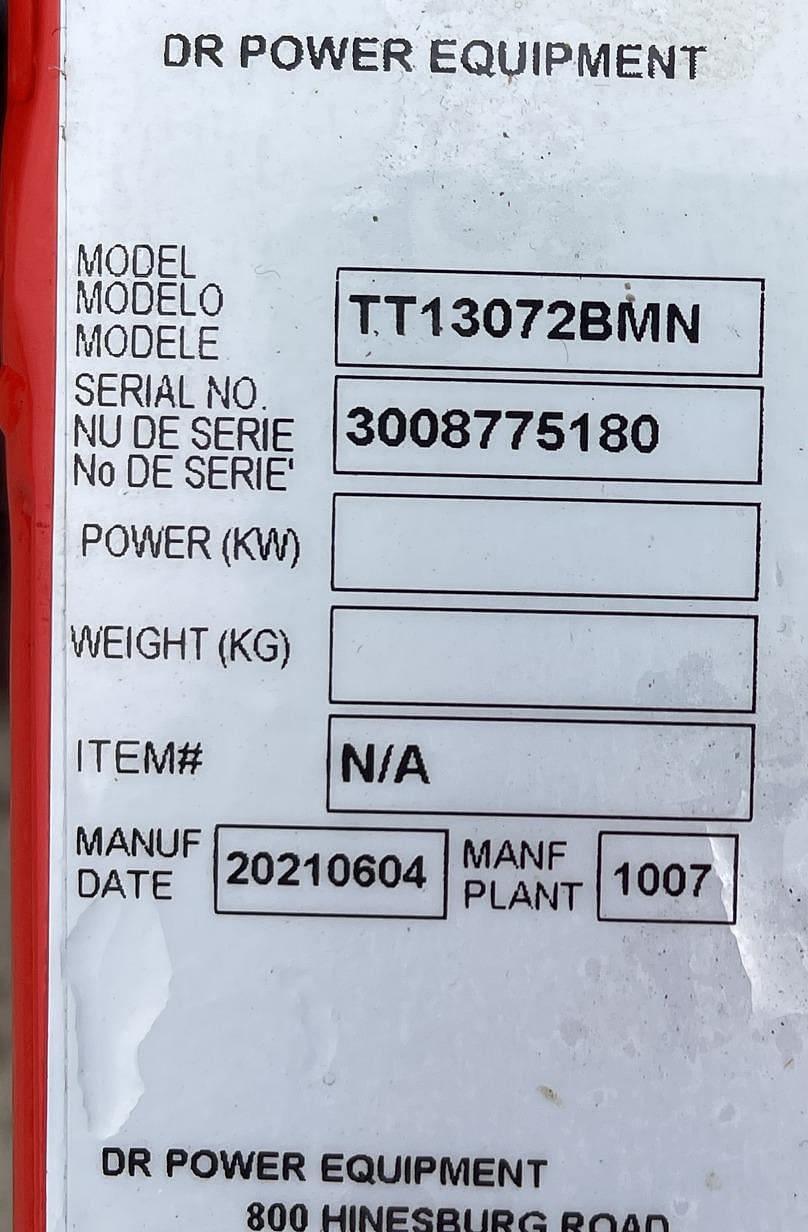 DR POWER EQUIPMENT
MODEL
MODELO
MODELE
TT13072BMN
SERIAL NO.
NU DE SERIE
No DE SERIE'
3008775180
POWER (KW)
WEIGHT (KG)
ITEM#
N/A
MANUF
DATE
20210604
MANF
PLANT
1007
DR POWER EQUIPMENT
800 HINESBURG ROAD